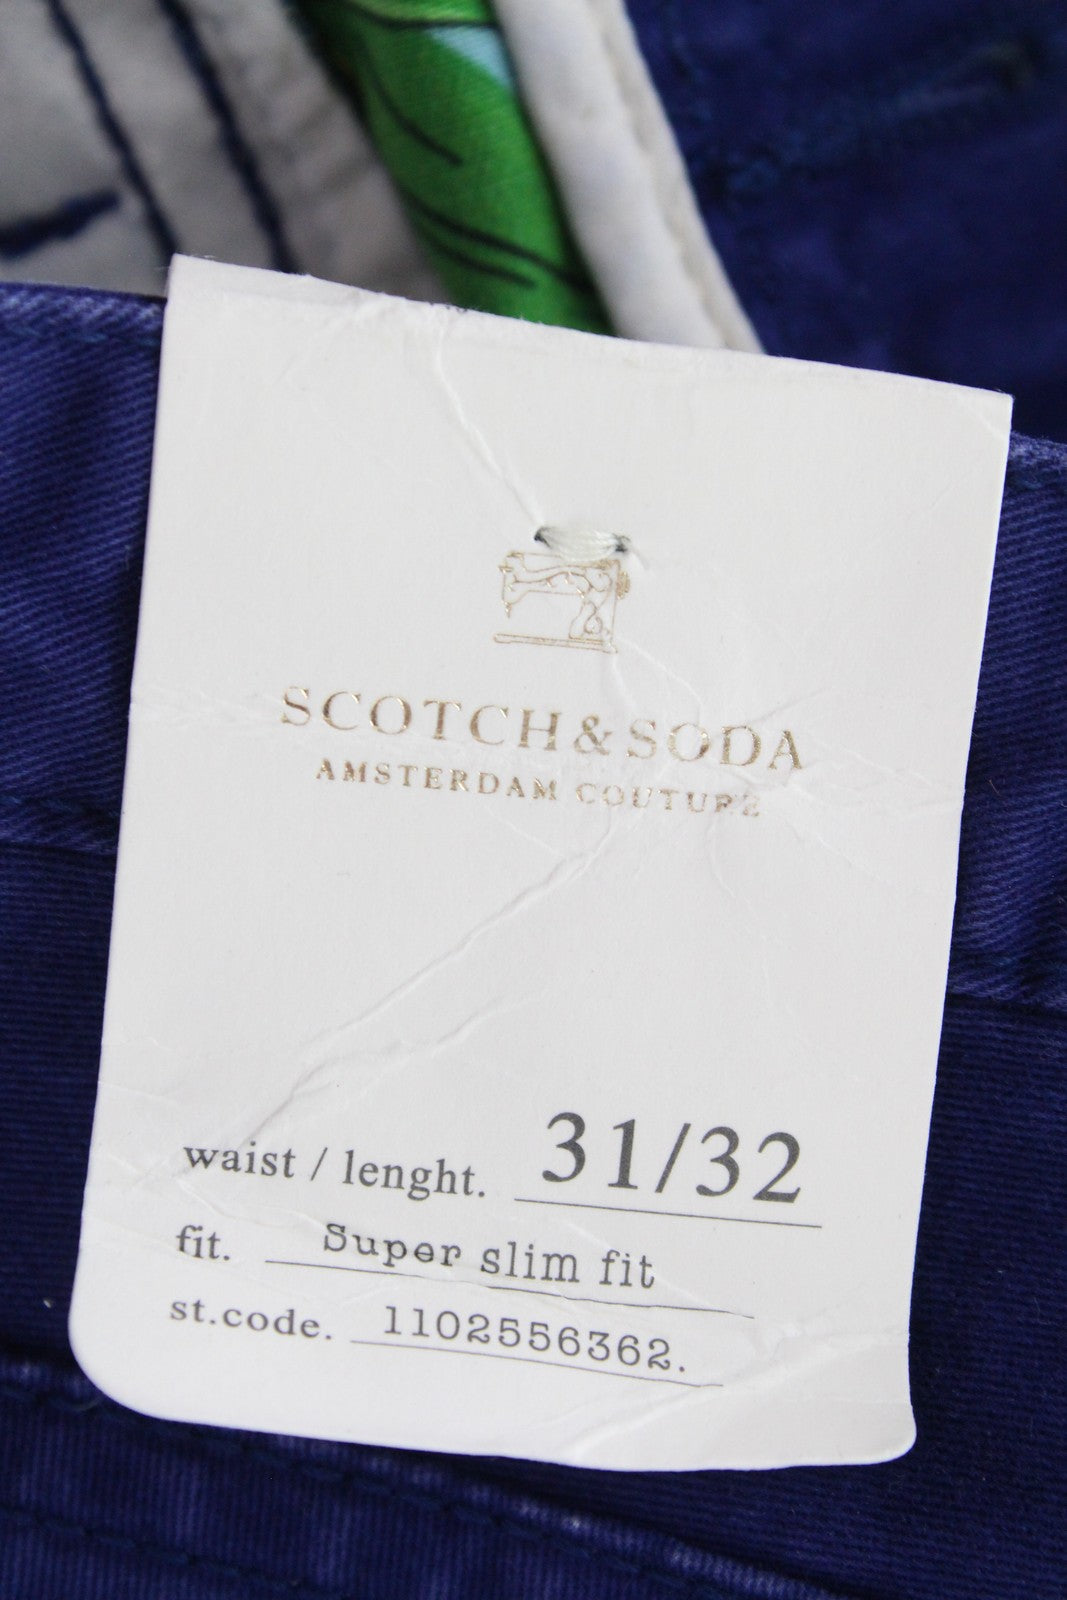 SCOTCH & SODA
AMSTERDAM COUTURE
waist / lenght. 31/32
fit. Super slim fit
st.code. 1102556362.